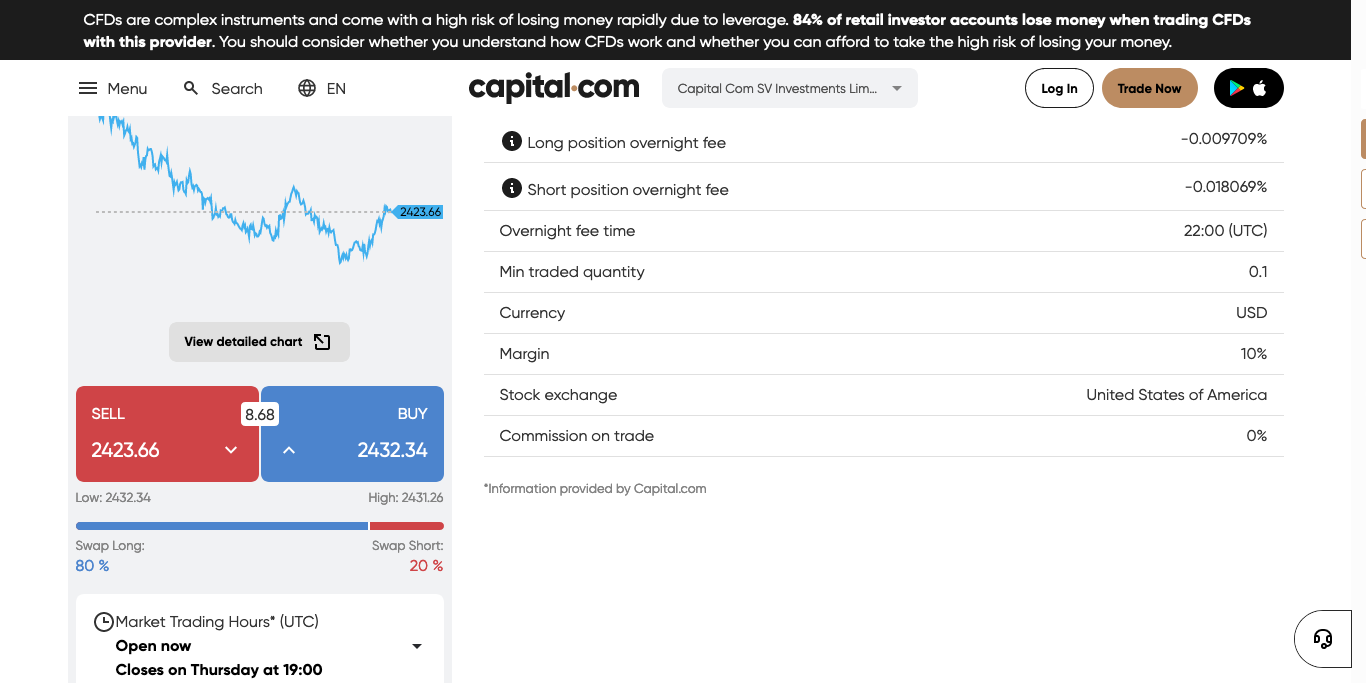 CFDs are complex instruments and come with a high risk of losing money rapidly due to leverage. 84% of retail investor accounts lose money when trading CFDs
with this provider. You should consider whether you understand how CFDs work and whether you can afford to take the high risk of losing your money.
Menu
Search
EN
capital.com
Capital Com SV Investments Lim...
Log In
Trade Now
2423.66
View detailed chart
SELL
2423.66
8.68
BUY
2432.34
Low: 2432.34
High: 2431.26
Swap Long:
Swap Short:
80 %
20 %
Market Trading Hours* (UTC)
Open now
Closes on Thursday at 19:00
Long position overnight fee
-0.009709%
Short position overnight fee
-0.018069%
Overnight fee time
22:00 (UTC)
Min traded quantity
0.1
Currency
USD
Margin
10%
Stock exchange
United States of America
Commission on trade
0%
*Information provided by Capital.com